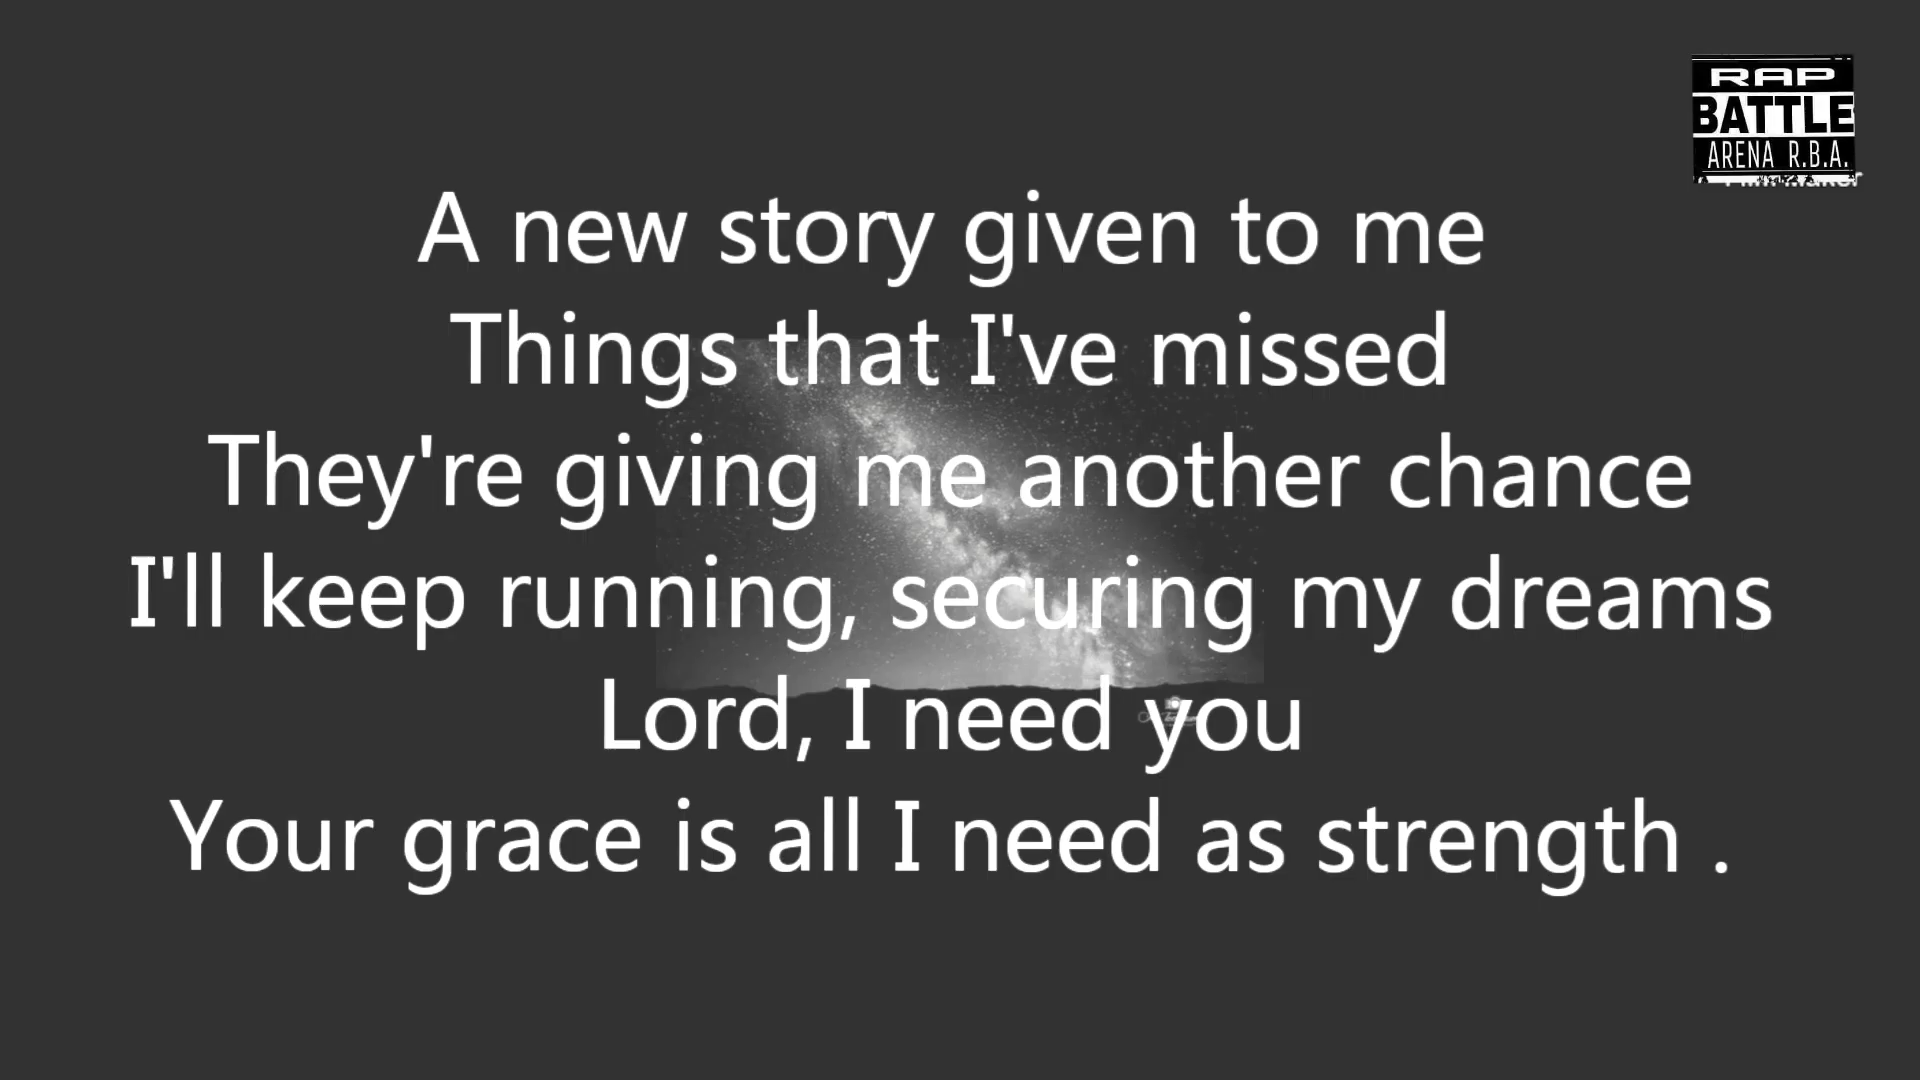 RAP
BATTLE
ARENA R.B.A.
A new story given to me
Things that I've missed
They're giving me another chance
I'll keep running, securing my dreams
Lord, I need you
Your grace is all I need as strength .